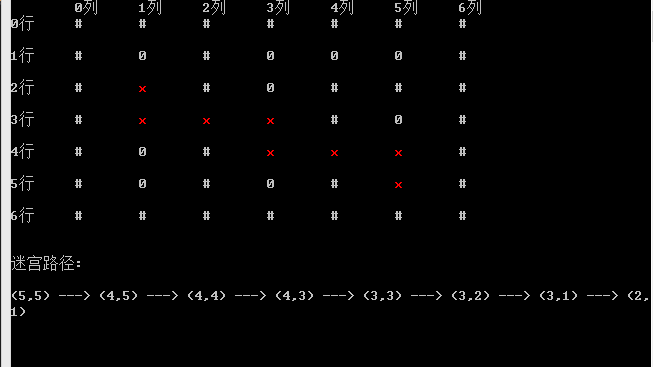 0列 1列 2列 3列 4列 5列 6列
0行 # # # # # # #
1行 # 0 # 0 0 0 #
2行 # × # 0 # # #
3行 # × × × # 0 #
4行 # 0 # × × × #
5行 # 0 # 0 # × #
6行 # # # # # # #
迷宫路径:
(5,5) ---> (4,5) ---> (4,4) ---> (4,3) ---> (3,3) ---> (3,2) ---> (3,1) ---> (2,
1)